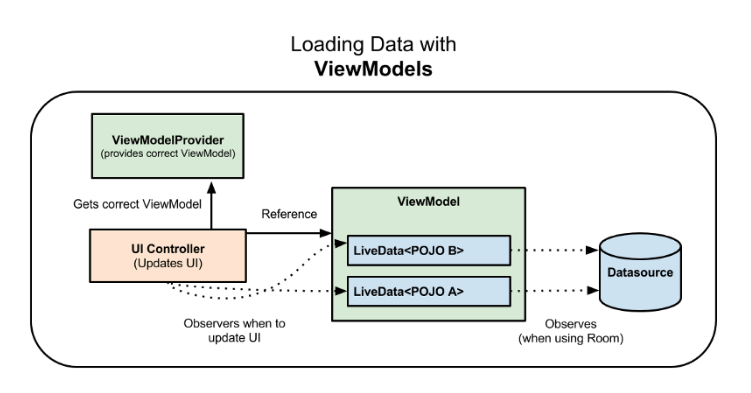 Loading Data with
ViewModels
ViewModelProvider
(provides correct ViewModel)
Gets correct ViewModel
Reference
ViewModel
UI Controller
(Updates UI)
LiveData<POJO B>
LiveData<POJO A>
Datasource
Observers when to
update UI
Observes
(when using Room)